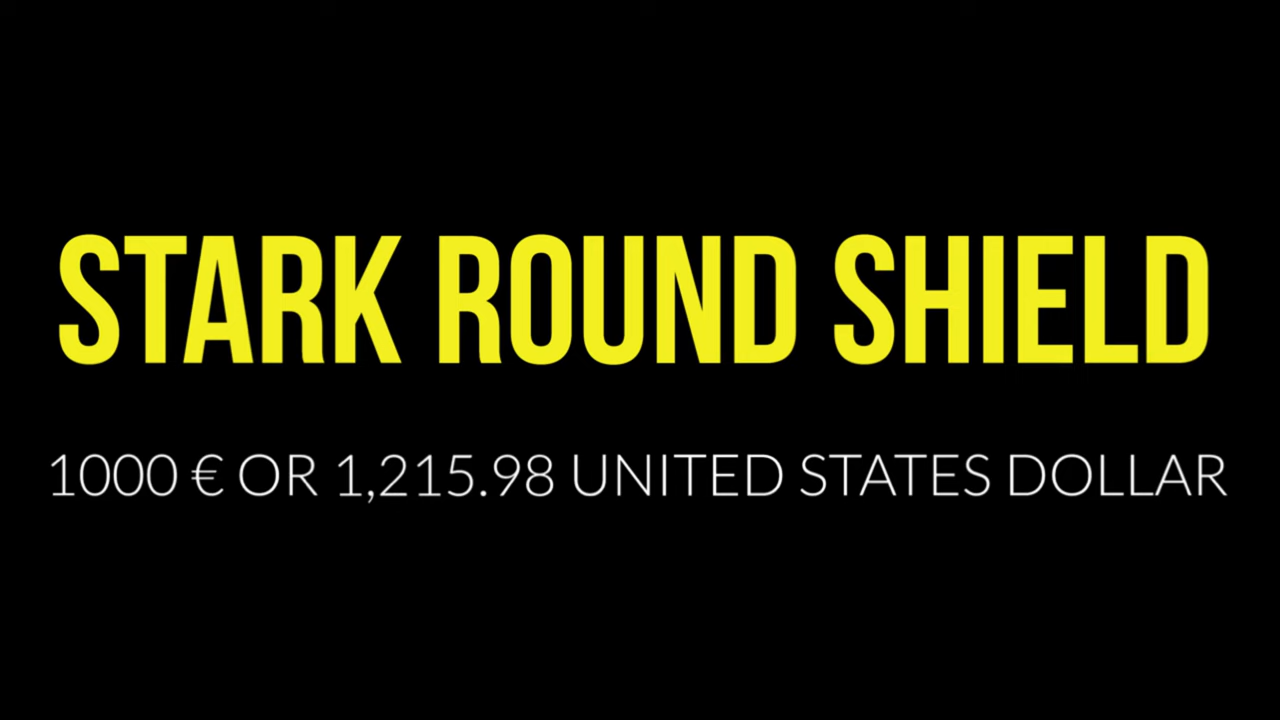 STARK ROUND SHIELD
1000 € OR 1,215.98 UNITED STATES DOLLAR